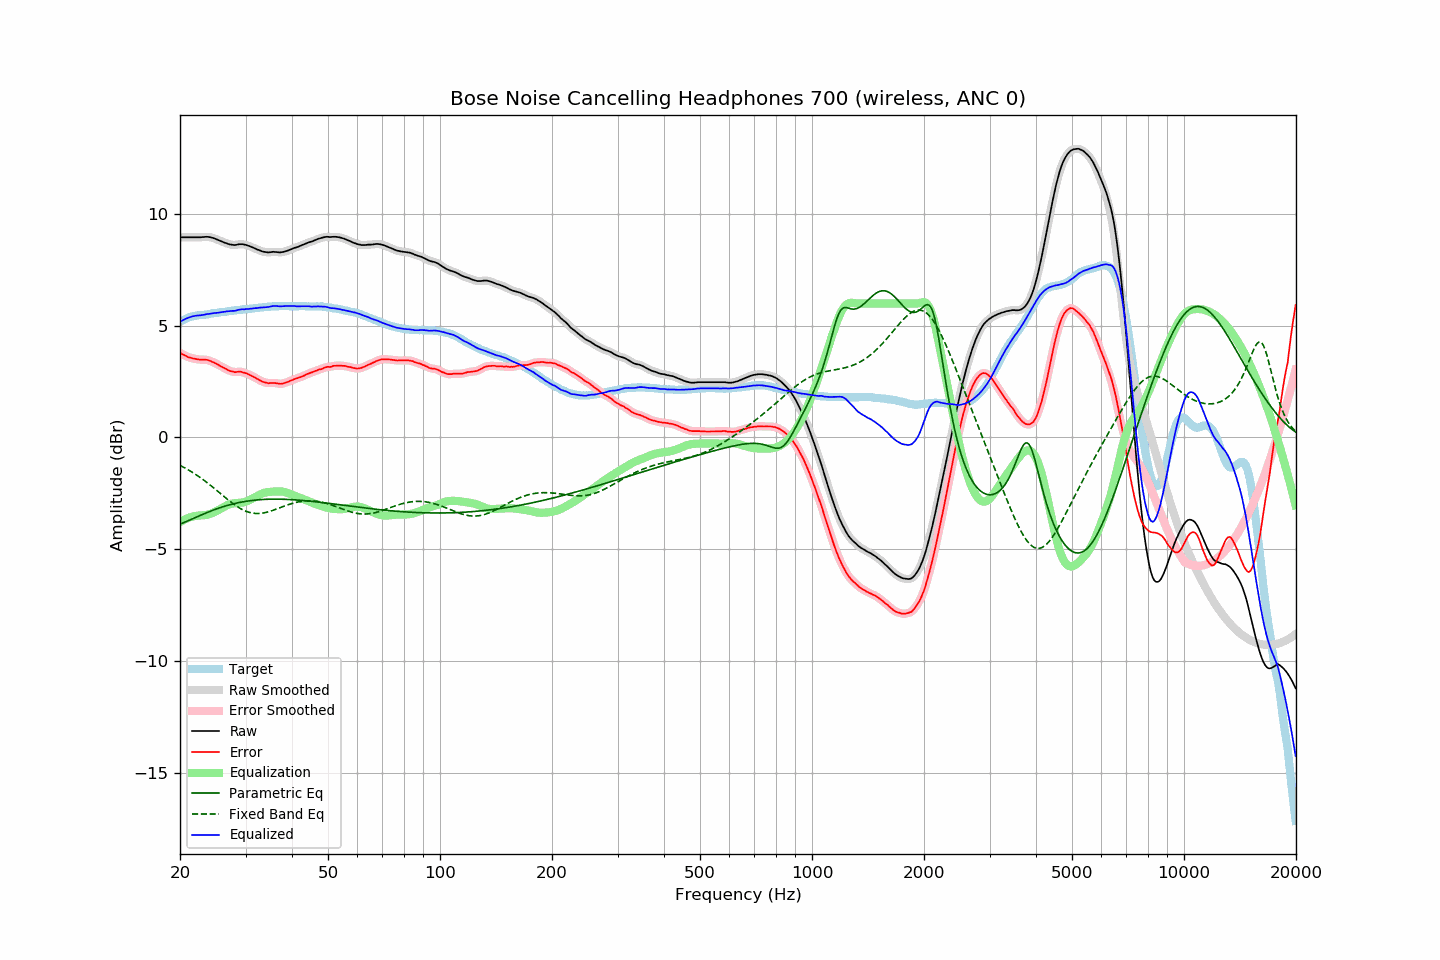 Bose Noise Cancelling Headphones 700 (wireless, ANC 0)
Amplitude (dBr)
10
5
0
−5
−10
−15
Target
Raw Smoothed
Error Smoothed
Raw
Error
Equalization
Parametric Eq
Fixed Band Eq
Equalized
20 50 100 200 500 1000 2000 5000 10000 20000
Frequency (Hz)